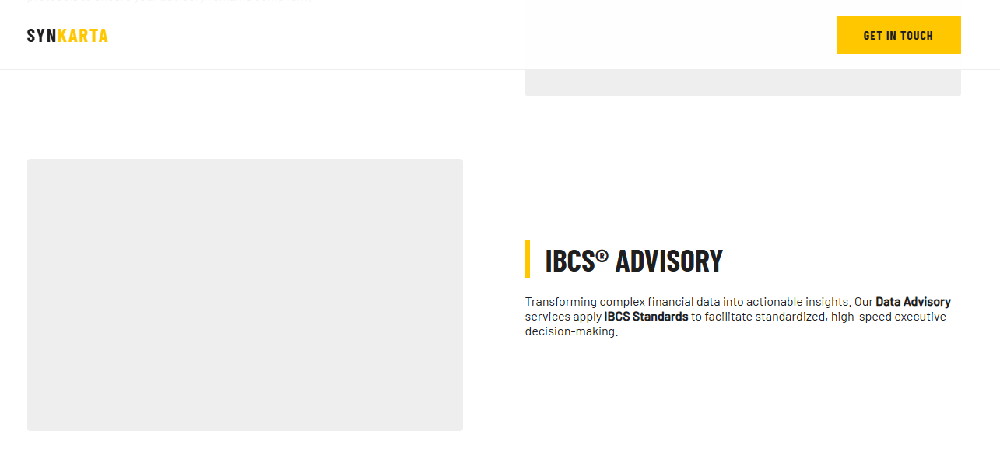 SYNKARTA
GET IN TOUCH
IBCS® ADVISORY
Transforming complex financial data into actionable insights. Our Data Advisory
services apply IBCS Standards to facilitate standardized, high-speed executive
decision-making.